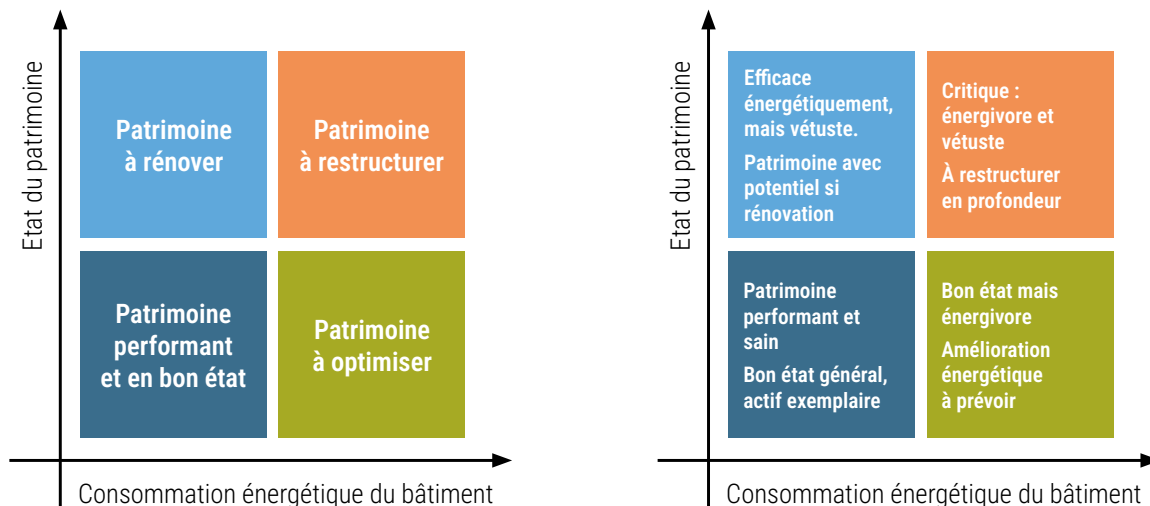 Etat du patrimoine
Patrimoine
à rénover
Patrimoine
à restructurer
Patrimoine
performant
et en bon état
Patrimoine
à optimiser
Consommation énergétique du bâtiment
Etat du patrimoine
Efficace
énergétiquement,
mais vétuste.
Patrimoine avec
potentiel si
rénovation
Critique :
énergivore et
vétuste
À restructurer
en profondeur
Patrimoine
performant et
sain
Bon état général,
actif exemplaire
Bon état mais
énergivore
Amélioration
énergétique
à prévoir
Consommation énergétique du bâtiment